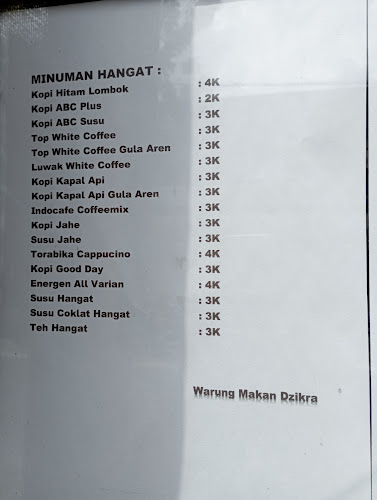 MINUMAN HANGAT :
Kopi Hitam Lombok : 4K
Kopi ABC Plus : 2K
Kopi ABC Susu : 3K
Top White Coffee : 3K
Top White Coffee Gula Aren : 3K
Luwak White Coffee : 3K
Kopi Kapal Api : 3K
Kopi Kapal Api Gula Aren : 3K
Indocafe Coffeemix : 3K
Kopi Jahe : 3K
Susu Jahe : 3K
Torabika Cappucino : 4K
Kopi Good Day : 3K
Energen All Varian : 4K
Susu Hangat : 3K
Susu Coklat Hangat : 3K
Teh Hangat : 3K
Warung Makan Dzikra